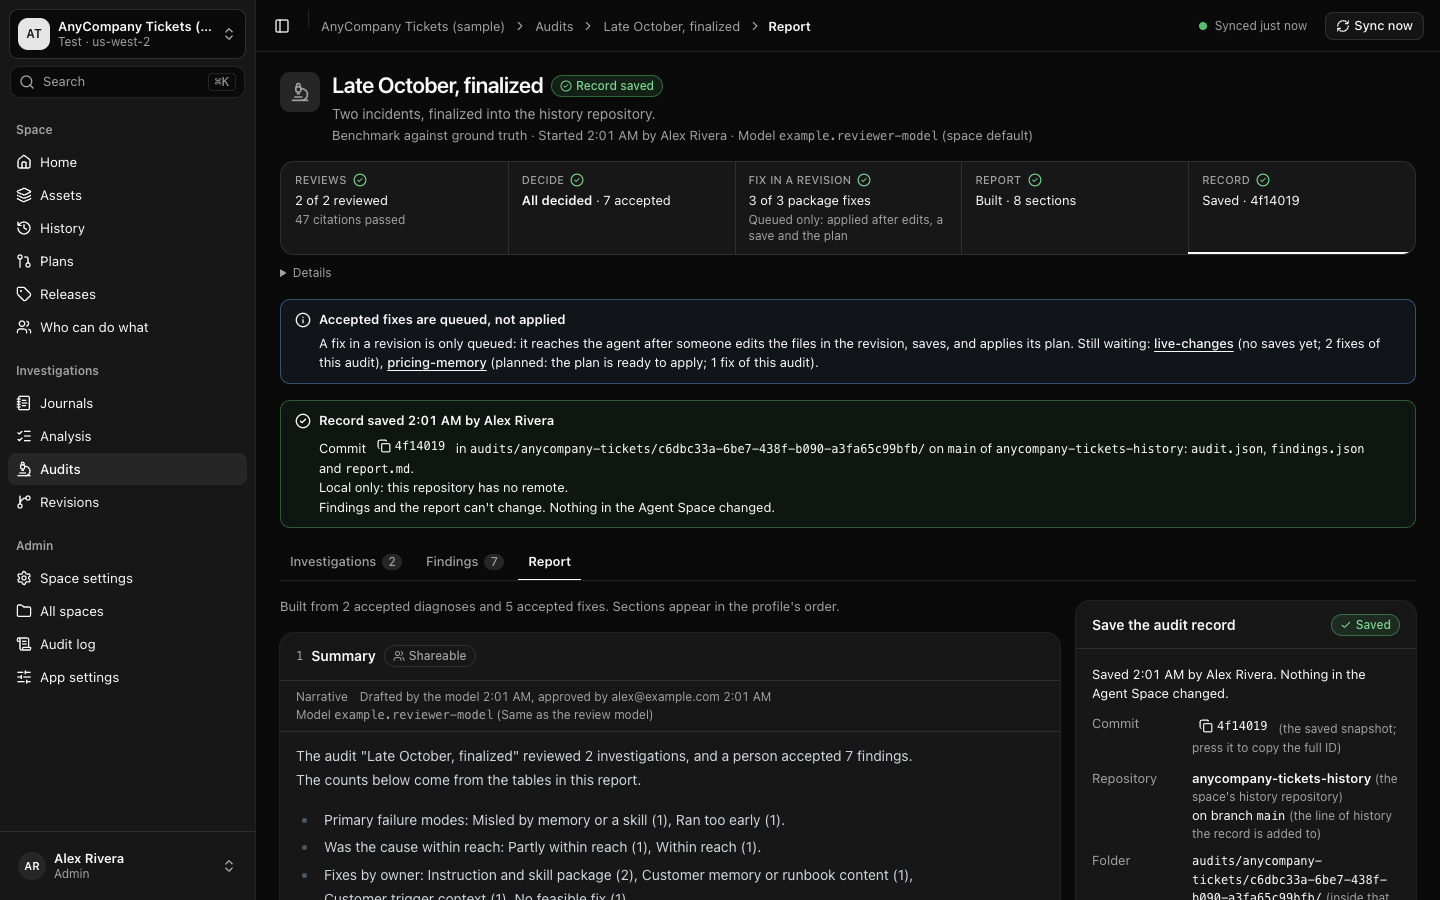 AT
AnyCompany Tickets (...
Test · us-west-2
Search
⌘K
Space
Home
Assets
History
Plans
Releases
Who can do what
Investigations
Journals
Analysis
Audits
Revisions
Admin
Space settings
All spaces
Audit log
App settings
AR
Alex Rivera
Admin
AnyCompany Tickets (sample) > Audits > Late October, finalized > Report
Synced just now
Sync now
Late October, finalized
Record saved
Two incidents, finalized into the history repository.
Benchmark against ground truth · Started 2:01 AM by Alex Rivera · Model example.reviewer-model (space default)
REVIEWS
2 of 2 reviewed
47 citations passed
DECIDE
All decided · 7 accepted
FIX IN A REVISION
3 of 3 package fixes
Queued only: applied after edits, a
save and the plan
REPORT
Built · 8 sections
RECORD
Saved · 4f14019
Details
Accepted fixes are queued, not applied
A fix in a revision is only queued: it reaches the agent after someone edits the files in the revision, saves, and applies its plan. Still waiting: live-changes (no saves yet; 2 fixes of
this audit), pricing-memory (planned: the plan is ready to apply; 1 fix of this audit).
Record saved 2:01 AM by Alex Rivera
Commit 4f14019 in audits/anycompany-tickets/c6dbc33a-6be7-438f-b090-a3fa65c99bfb/ on main of anycompany-tickets-history: audit.json, findings.json
and report.md.
Local only: this repository has no remote.
Findings and the report can't change. Nothing in the Agent Space changed.
Investigations 2
Findings 7
Report
Built from 2 accepted diagnoses and 5 accepted fixes. Sections appear in the profile's order.
1 Summary
Shareable
Narrative Drafted by the model 2:01 AM, approved by alex@example.com 2:01 AM
Model example.reviewer-model (Same as the review model)
The audit "Late October, finalized" reviewed 2 investigations, and a person accepted 7 findings.
The counts below come from the tables in this report.
• Primary failure modes: Misled by memory or a skill (1), Ran too early (1).
• Was the cause within reach: Partly within reach (1), Within reach (1).
• Fixes by owner: Instruction and skill package (2), Customer memory or runbook content (1),
Customer trigger context (1), No feasible fix (1).
Save the audit record
Saved
Saved 2:01 AM by Alex Rivera. Nothing in the
Agent Space changed.
Commit
4f14019 (the saved snapshot;
press it to copy the full ID)
Repository
anycompany-tickets-history (the
space's history repository)
on branch main (the line of history
the record is added to)
Folder
audits/anycompany-
tickets/c6dbc33a-6be7-438f-
b090-a3fa65c99bfb/ (inside that